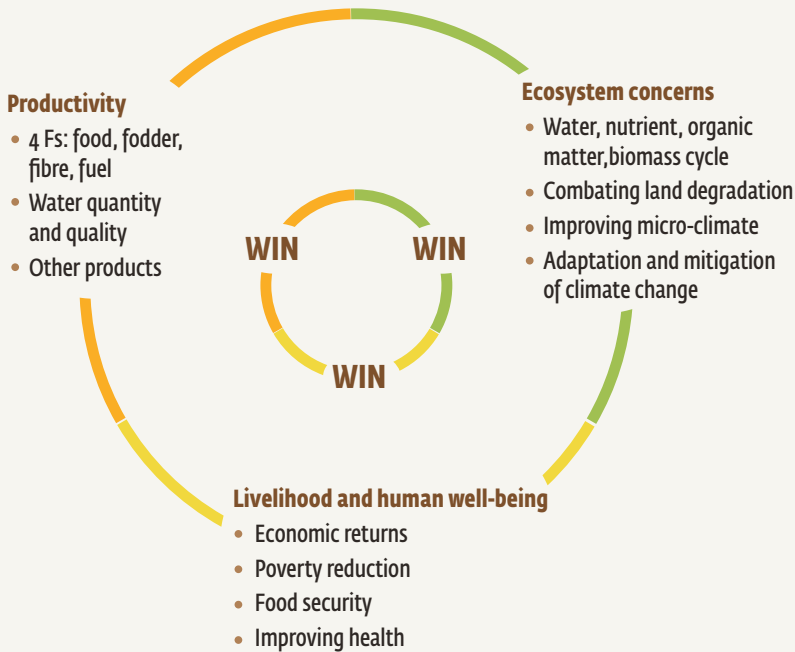 Productivity
• 4 Fs: food, fodder,
fibre, fuel
• Water quantity
and quality
• Other products
Ecosystem concerns
• Water, nutrient, organic
matter,biomass cycle
• Combating land degradation
• Improving micro-climate
• Adaptation and mitigation
of climate change
WIN
WIN
WIN
Livelihood and human well-being
• Economic returns
• Poverty reduction
• Food security
• Improving health